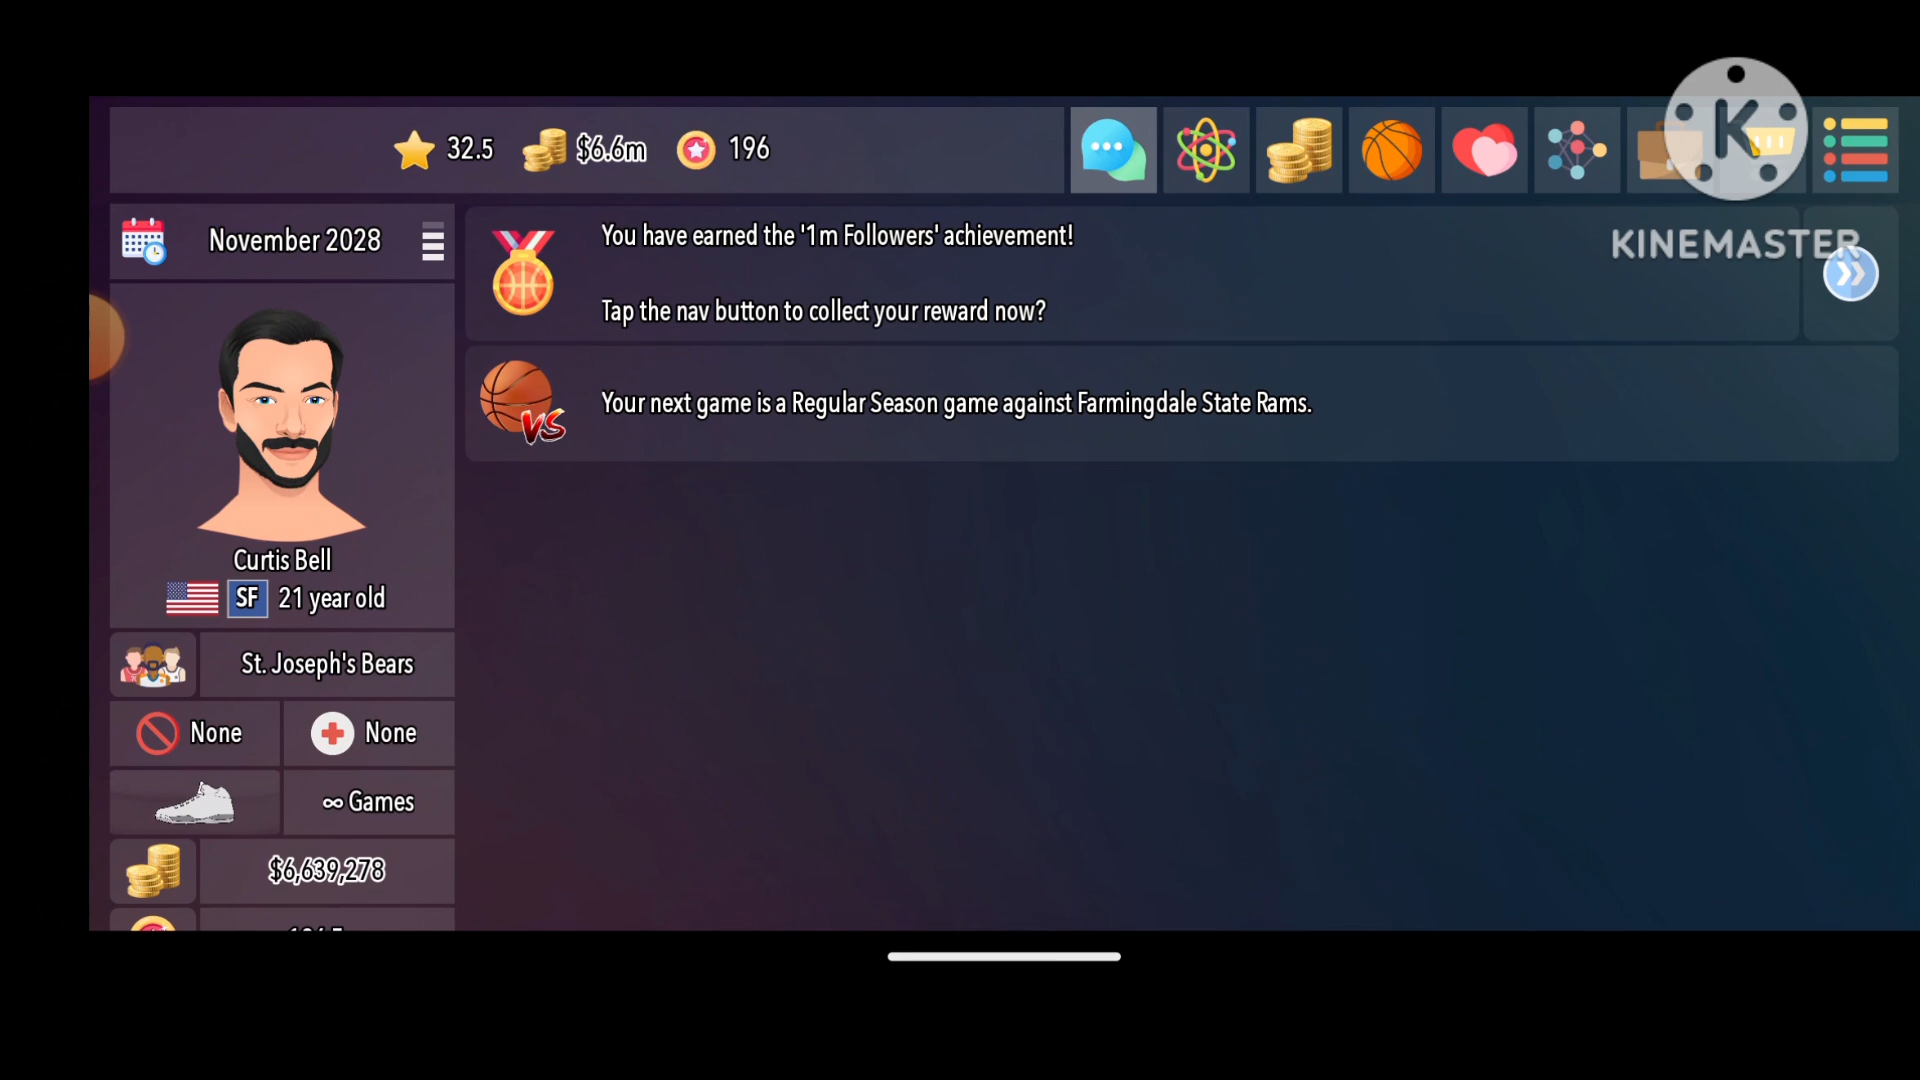 32.5
$6.6m
196
K
KINEMASTER
November 2028
You have earned the '1m Followers' achievement!
Tap the nav button to collect your reward now?
VS
Your next game is a Regular Season game against Farmingdale State Rams.
Curtis Bell
SF
21 year old
St. Joseph's Bears
None
None
∞ Games
$6,639,278